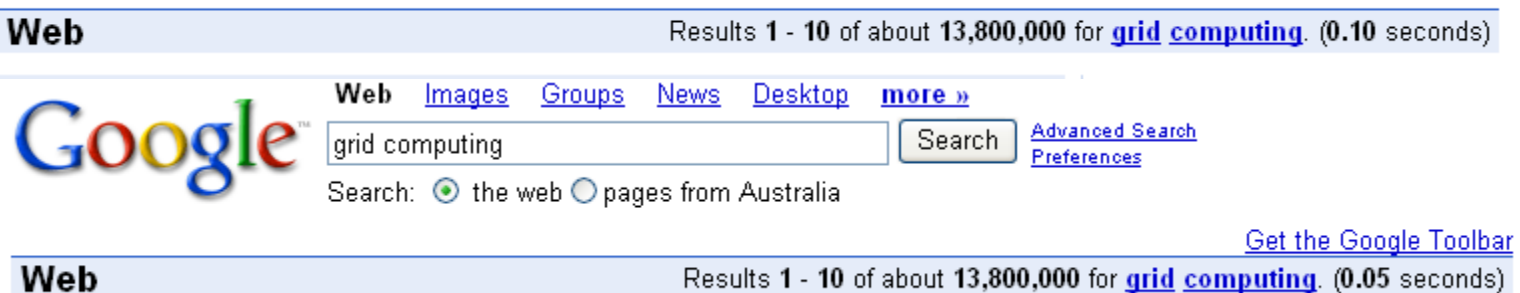 Web Results 1 - 10 of about 13,800,000 for grid computing. (0.10 seconds)
Web Images Groups News Desktop more »
Google™ grid computing Search Advanced Search
Preferences
Search: the web pages from Australia
Get the Google Toolbar
Web Results 1 - 10 of about 13,800,000 for grid computing. (0.05 seconds)